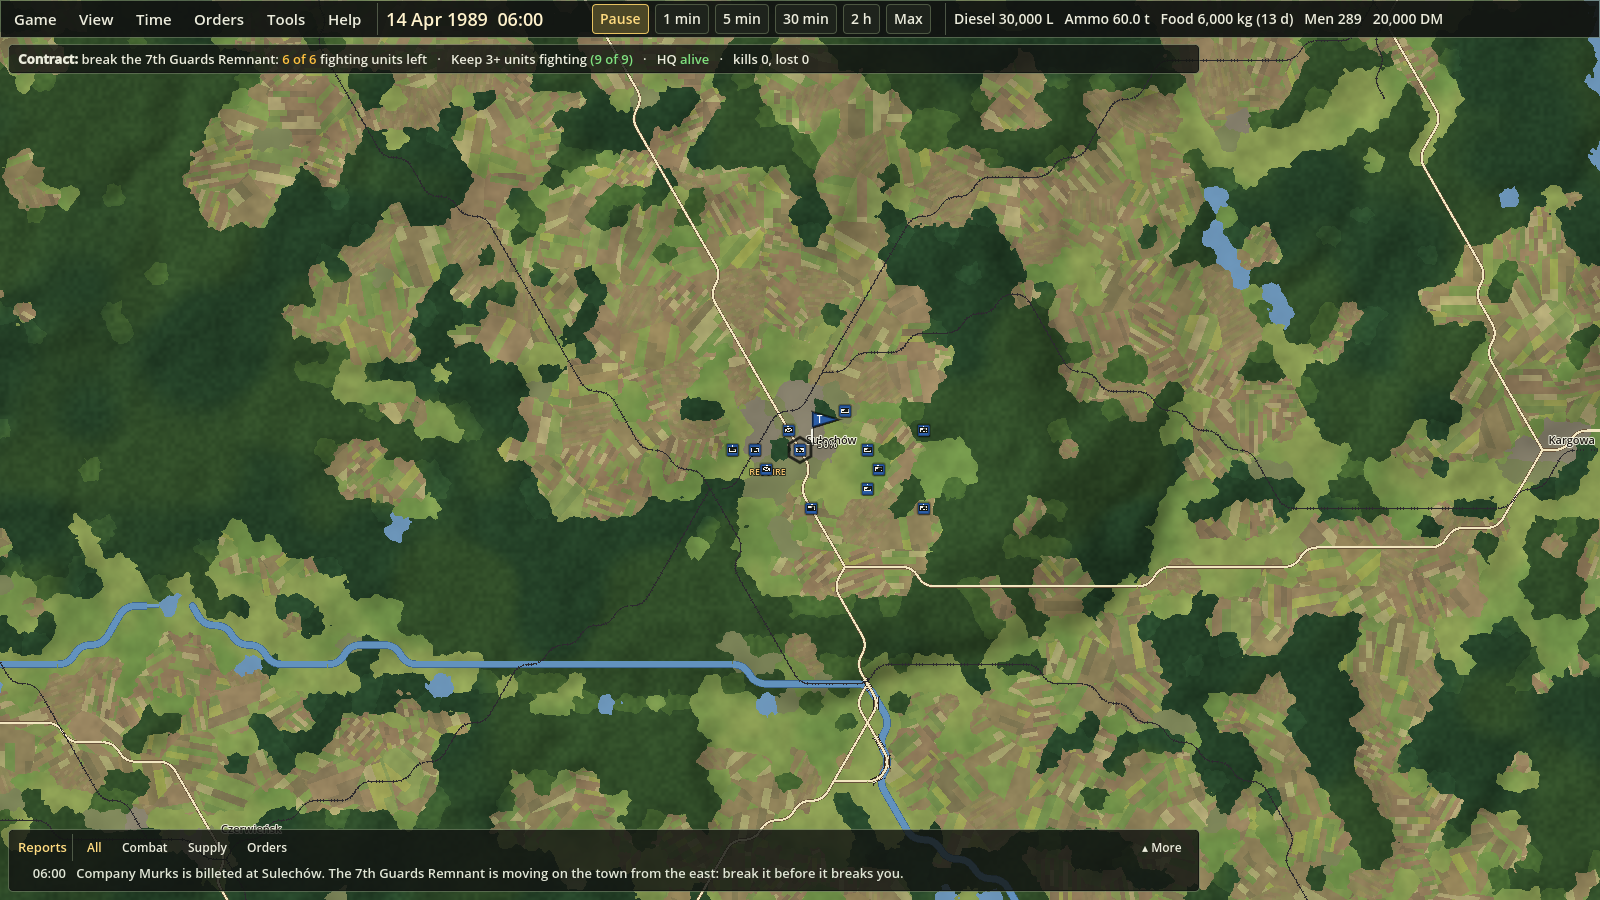 Game View Time Orders Tools Help 14 Apr 1989 06:00 Pause 1 min 5 min 30 min 2 h Max Diesel 30,000 L Ammo 60.0 t Food 6,000 kg (13 d) Men 289 20,000 DM
Contract: break the 7th Guards Remnant: 6 of 6 fighting units left · Keep 3+ units fighting (9 of 9) · HQ alive · kills 0, lost 0
T
Sulechów
Kargowa
Czerwieńsk
Reports All Combat Supply Orders ▴ More
06:00 Company Murks is billeted at Sulechów. The 7th Guards Remnant is moving on the town from the east: break it before it breaks you.